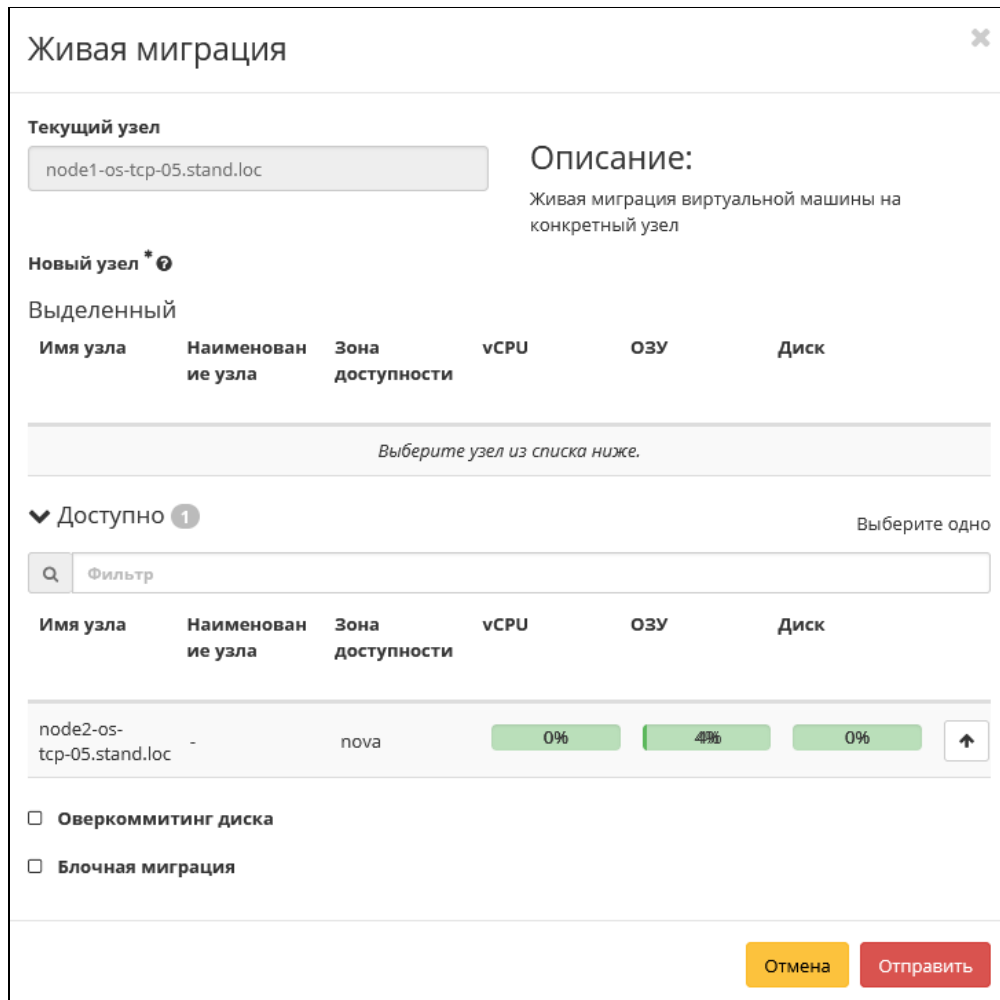 Живая миграция
Текущий узел
node1-os-tcp-05.stand.loc
Описание:
Живая миграция виртуальной машины на
конкретный узел
Новый узел *
Выделенный
Имя узла Наименован Зона vCPU ОЗУ Диск
ие узла доступности
Выберите узел из списка ниже.
Доступно 1
Выберите одно
Фильтр
Имя узла Наименован Зона vCPU ОЗУ Диск
ие узла доступности
node2-os-
tcp-05.stand.loc - nova 0% 4% 0%
Оверкоммитинг диска
Блочная миграция
Отмена Отправить